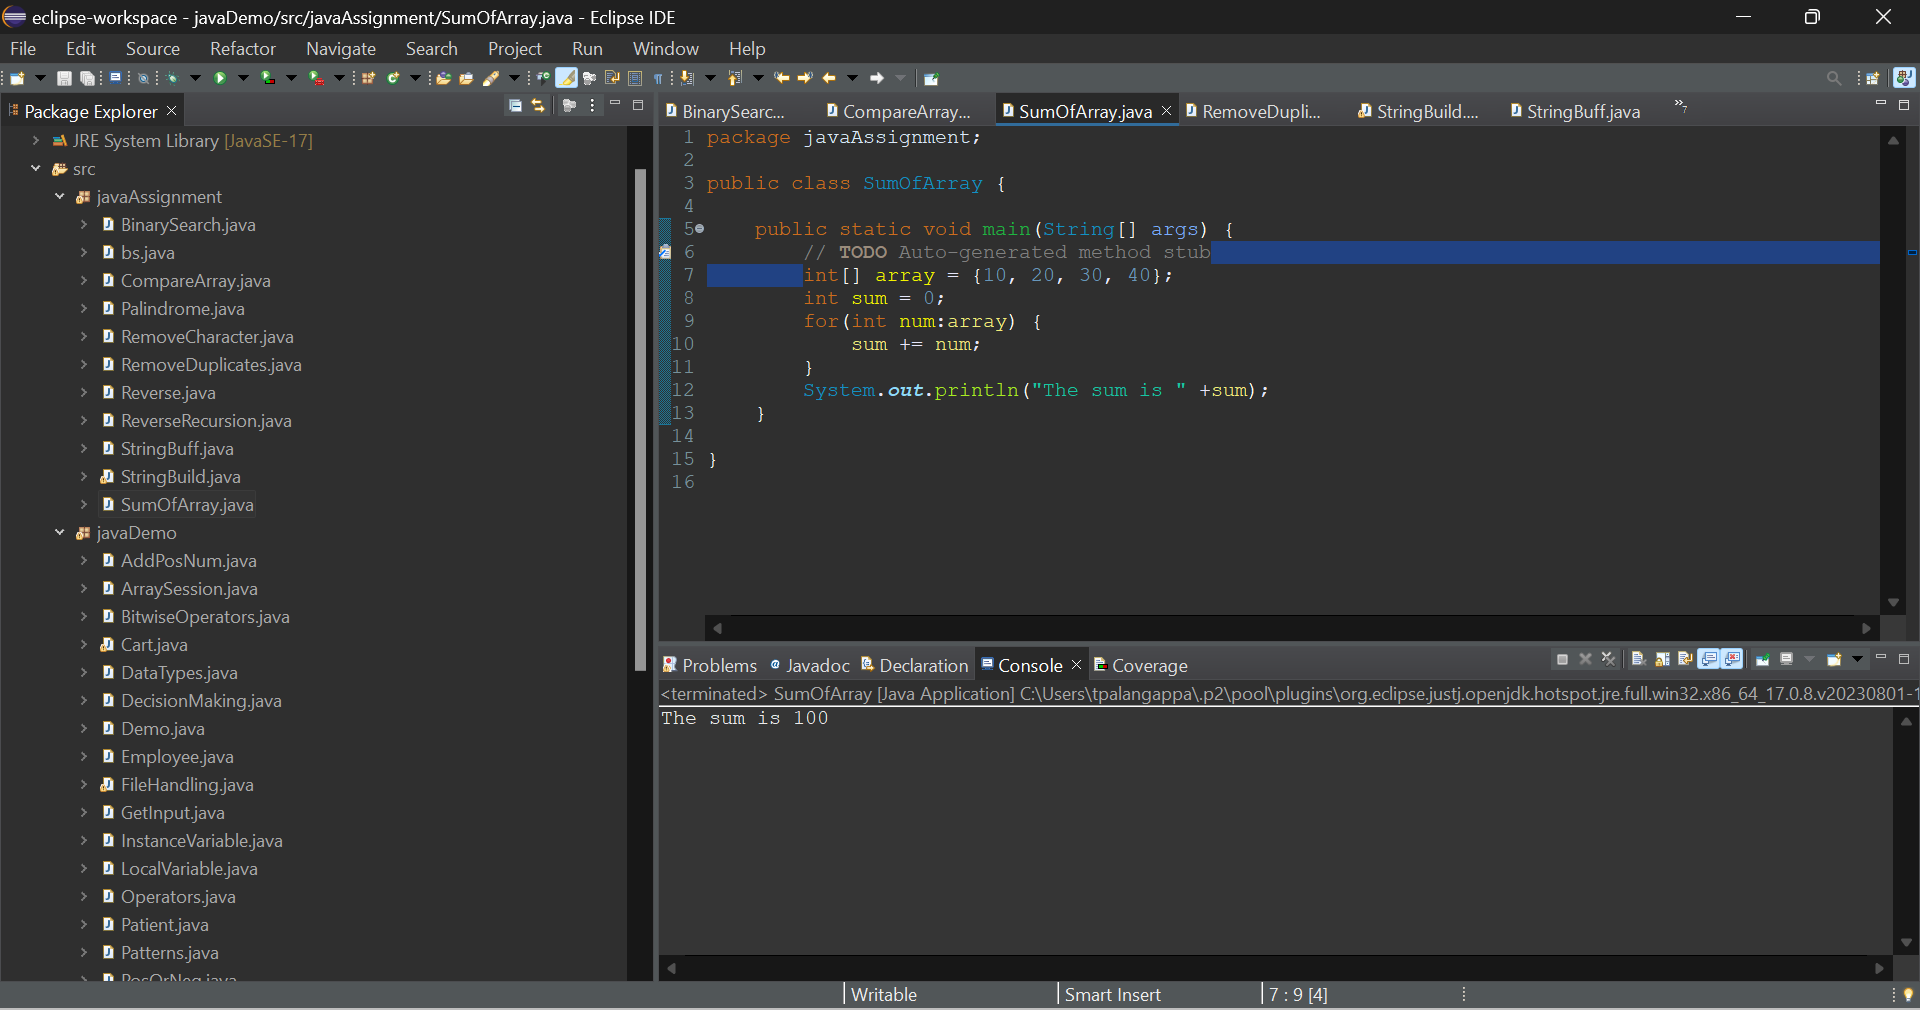 eclipse-workspace - javaDemo/src/javaAssignment/SumOfArray.java - Eclipse IDE
File Edit Source Refactor Navigate Search Project Run Window Help
Package Explorer
JRE System Library [JavaSE-17]
src
javaAssignment
BinarySearch.java
bs.java
CompareArray.java
Palindrome.java
RemoveCharacter.java
RemoveDuplicates.java
Reverse.java
ReverseRecursion.java
StringBuff.java
StringBuild.java
SumOfArray.java
javaDemo
AddPosNum.java
ArraySession.java
BitwiseOperators.java
Cart.java
DataTypes.java
DecisionMaking.java
Demo.java
Employee.java
FileHandling.java
GetInput.java
InstanceVariable.java
LocalVariable.java
Operators.java
Patient.java
Patterns.java
PosOrNeg.java
BinarySearc... CompareArray... SumOfArray.java RemoveDupli... StringBuild.... StringBuff.java »7
1 package javaAssignment;
2
3 public class SumOfArray {
4
5 public static void main(String[] args) {
6 // TODO Auto-generated method stub
7 int[] array = {10, 20, 30, 40};
8 int sum = 0;
9 for(int num:array) {
10 sum += num;
11 }
12 System.out.println("The sum is " +sum);
13 }
14
15 }
16
Problems Javadoc Declaration Console Coverage
<terminated> SumOfArray [Java Application] C:\Users\tpalangappa\.p2\pool\plugins\org.eclipse.justj.openjdk.hotspot.jre.full.win32.x86_64_17.0.8.v20230801-1
The sum is 100
Writable Smart Insert 7 : 9 [4]